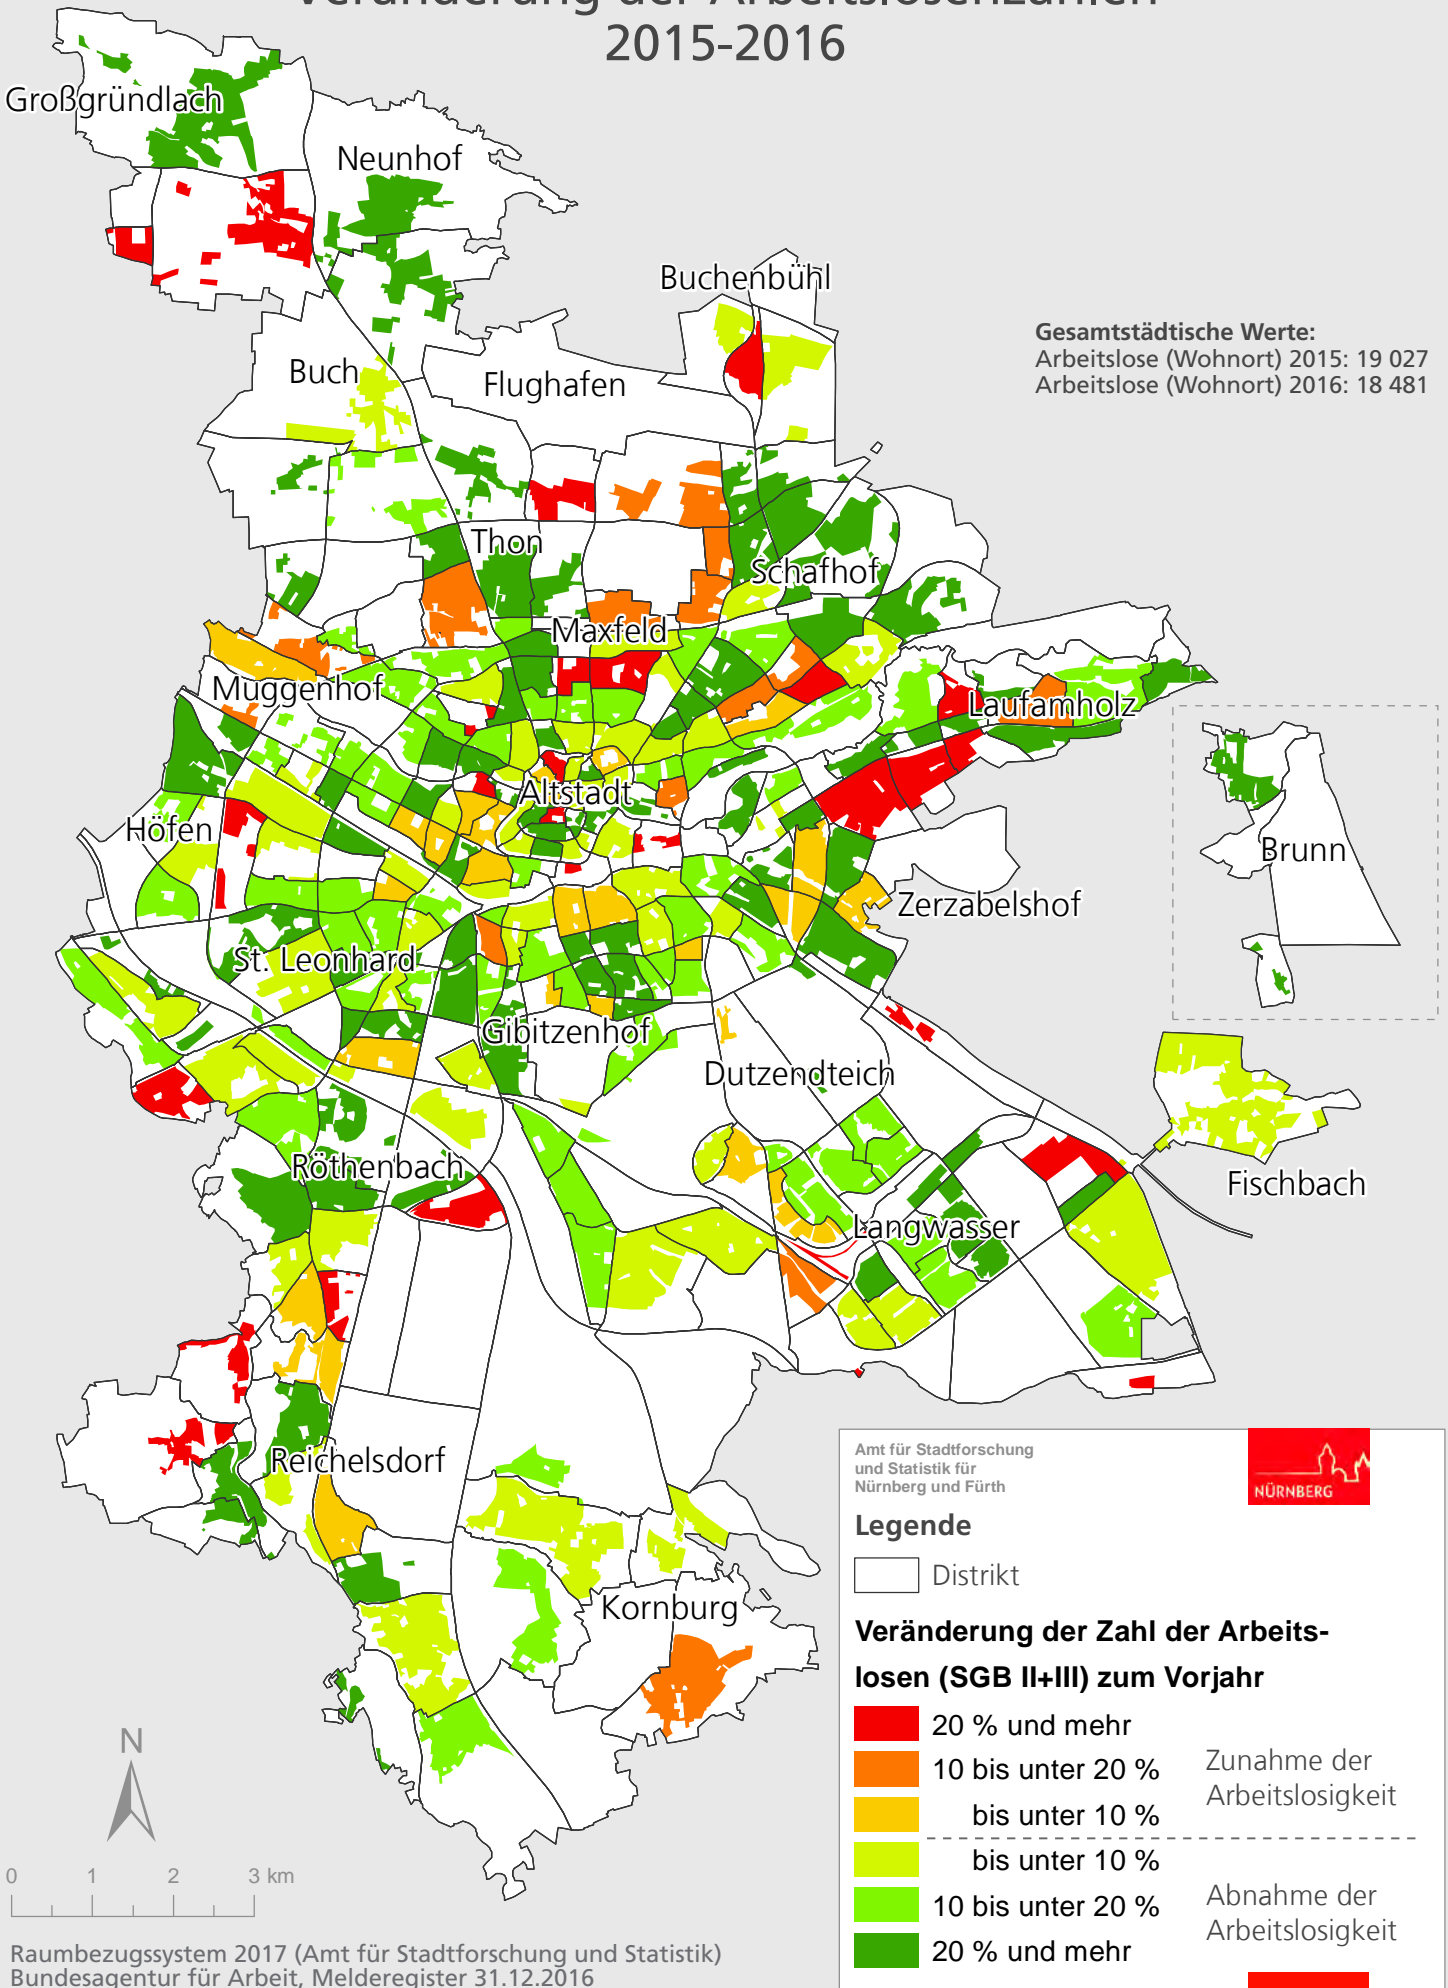 Veränderung der Arbeitslosenzahlen
2015-2016
Großgründlach
Neunhof
Buchenbühl
Gesamtstädtische Werte:
Arbeitslose (Wohnort) 2015: 19 027
Arbeitslose (Wohnort) 2016: 18 481
Buch
Flughafen
Thon
Schafhof
Maxfeld
Muggenhof
Laufamholz
Altstadt
Höfen
Brunn
Zerzabelshof
St. Leonhard
Gibitzenhof
Dutzendteich
Röthenbach
Fischbach
Langwasser
Reichelsdorf
Kornburg
Amt für Stadtforschung
und Statistik für
Nürnberg und Fürth
NÜRNBERG
Legende
Distrikt
Veränderung der Zahl der Arbeits-
losen (SGB II+III) zum Vorjahr
20 % und mehr
10 bis unter 20 %
bis unter 10 %
Zunahme der
Arbeitslosigkeit
bis unter 10 %
10 bis unter 20 %
20 % und mehr
Abnahme der
Arbeitslosigkeit
N
0 1 2 3 km
Raumbezugssystem 2017 (Amt für Stadtforschung und Statistik)
Bundesagentur für Arbeit, Melderegister 31.12.2016